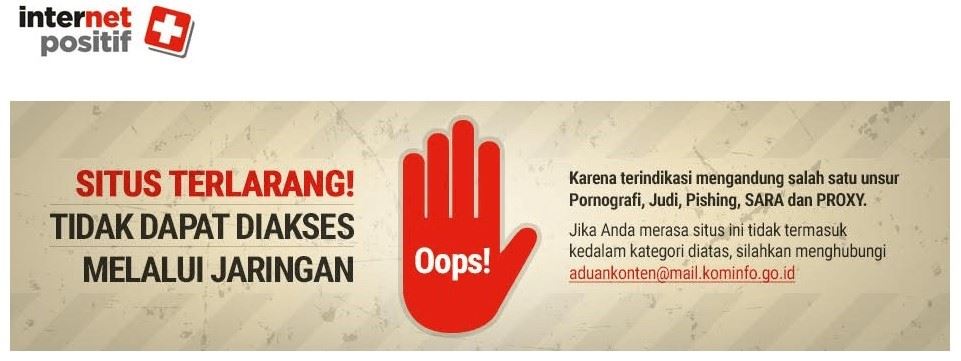 internet
positif
SITUS TERLARANG!
TIDAK DAPAT DIAKSES
MELALUI JARINGAN
Oops!
Karena terindikasi mengandung salah satu unsur
Pornografi, Judi, Pishing, SARA dan PROXY.
Jika Anda merasa situs ini tidak termasuk
kedalam kategori diatas, silahkan menghubungi
aduankonten@mail.kominfo.go.id